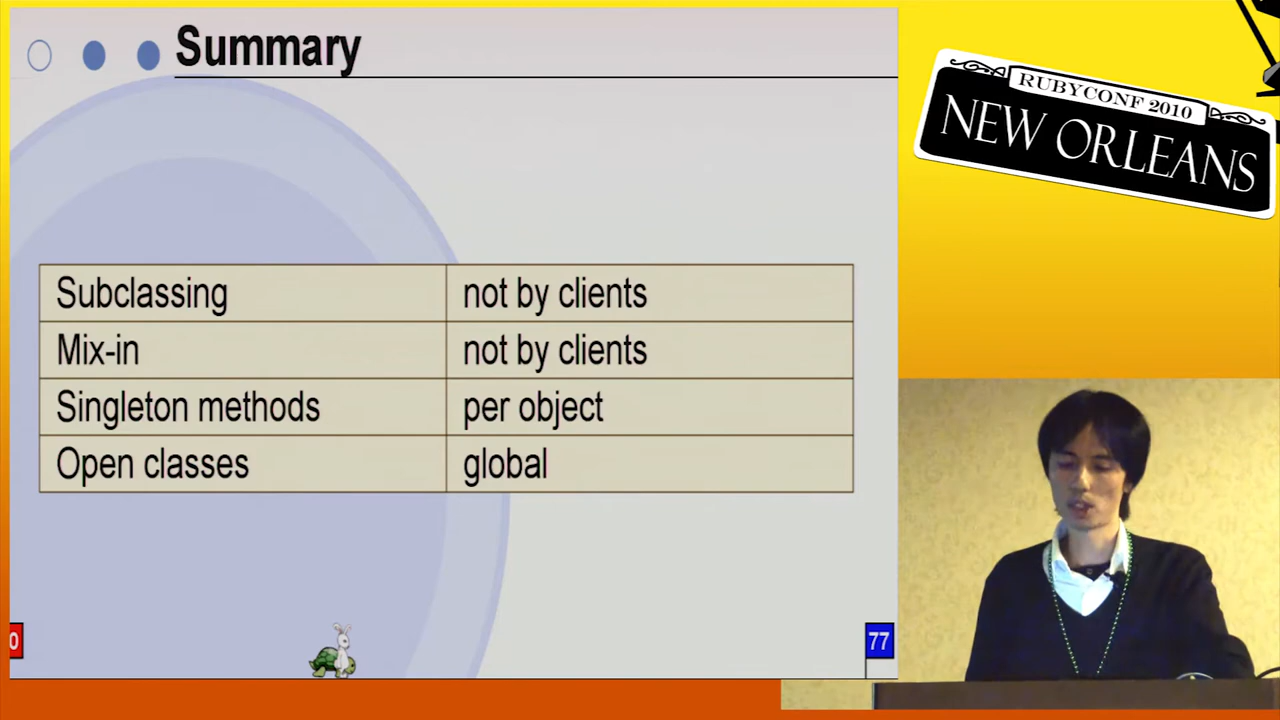 Summary
Subclassing not by clients
Mix-in not by clients
Singleton methods per object
Open classes global
0
77
RUBYCONF 2010
NEW ORLEANS